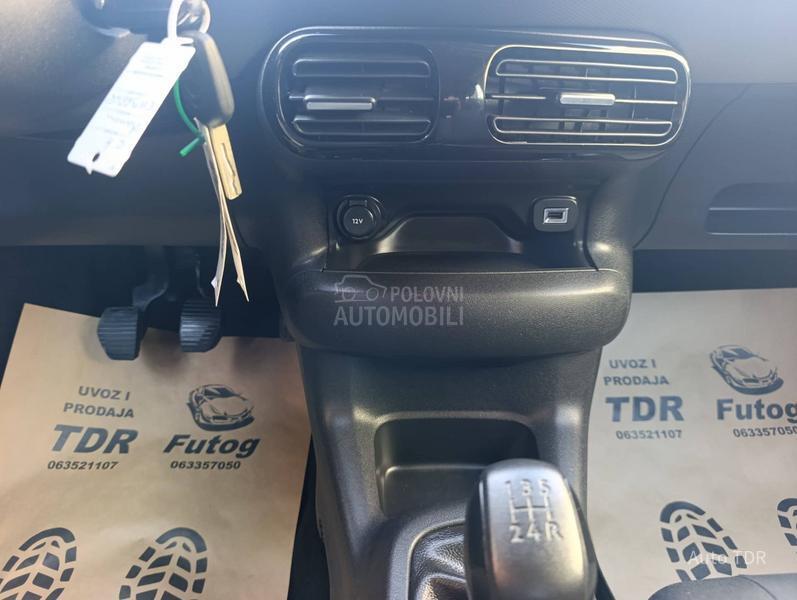 12V
POLOVNI
AUTOMOBILI
UVOZ I
PRODAJA
TDR
063521107
Futog
063357050
UVOZ I
PRODAJA
TDR
063521107
Futog
063357050
1 3 5
2 4 R
Auto TDR